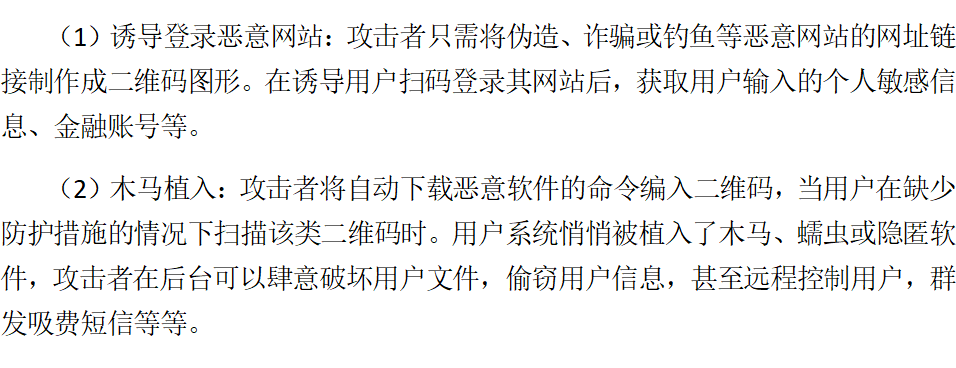 （1）诱导登录恶意网站：攻击者只需将伪造、诈骗或钓鱼等恶意网站的网址链
接制作成二维码图形。在诱导用户扫码登录其网站后，获取用户输入的个人敏感信
息、金融账号等。
（2）木马植入：攻击者将自动下载恶意软件的命令编入二维码，当用户在缺少
防护措施的情况下扫描该类二维码时。用户系统悄悄被植入了木马、蠕虫或隐匿软
件，攻击者在后台可以肆意破坏用户文件，偷窃用户信息，甚至远程控制用户，群
发吸费短信等等。